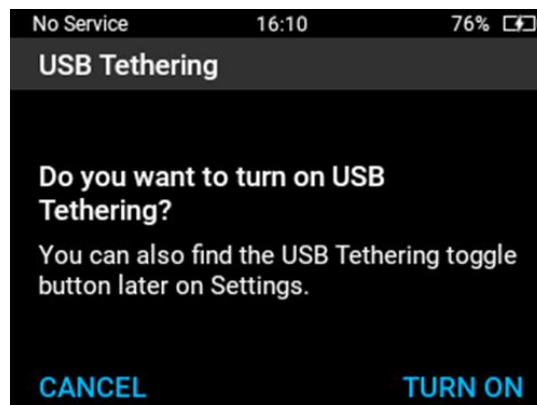 No Service 16:10 76%
USB Tethering
Do you want to turn on USB
Tethering?
You can also find the USB Tethering toggle
button later on Settings.
CANCEL TURN ON